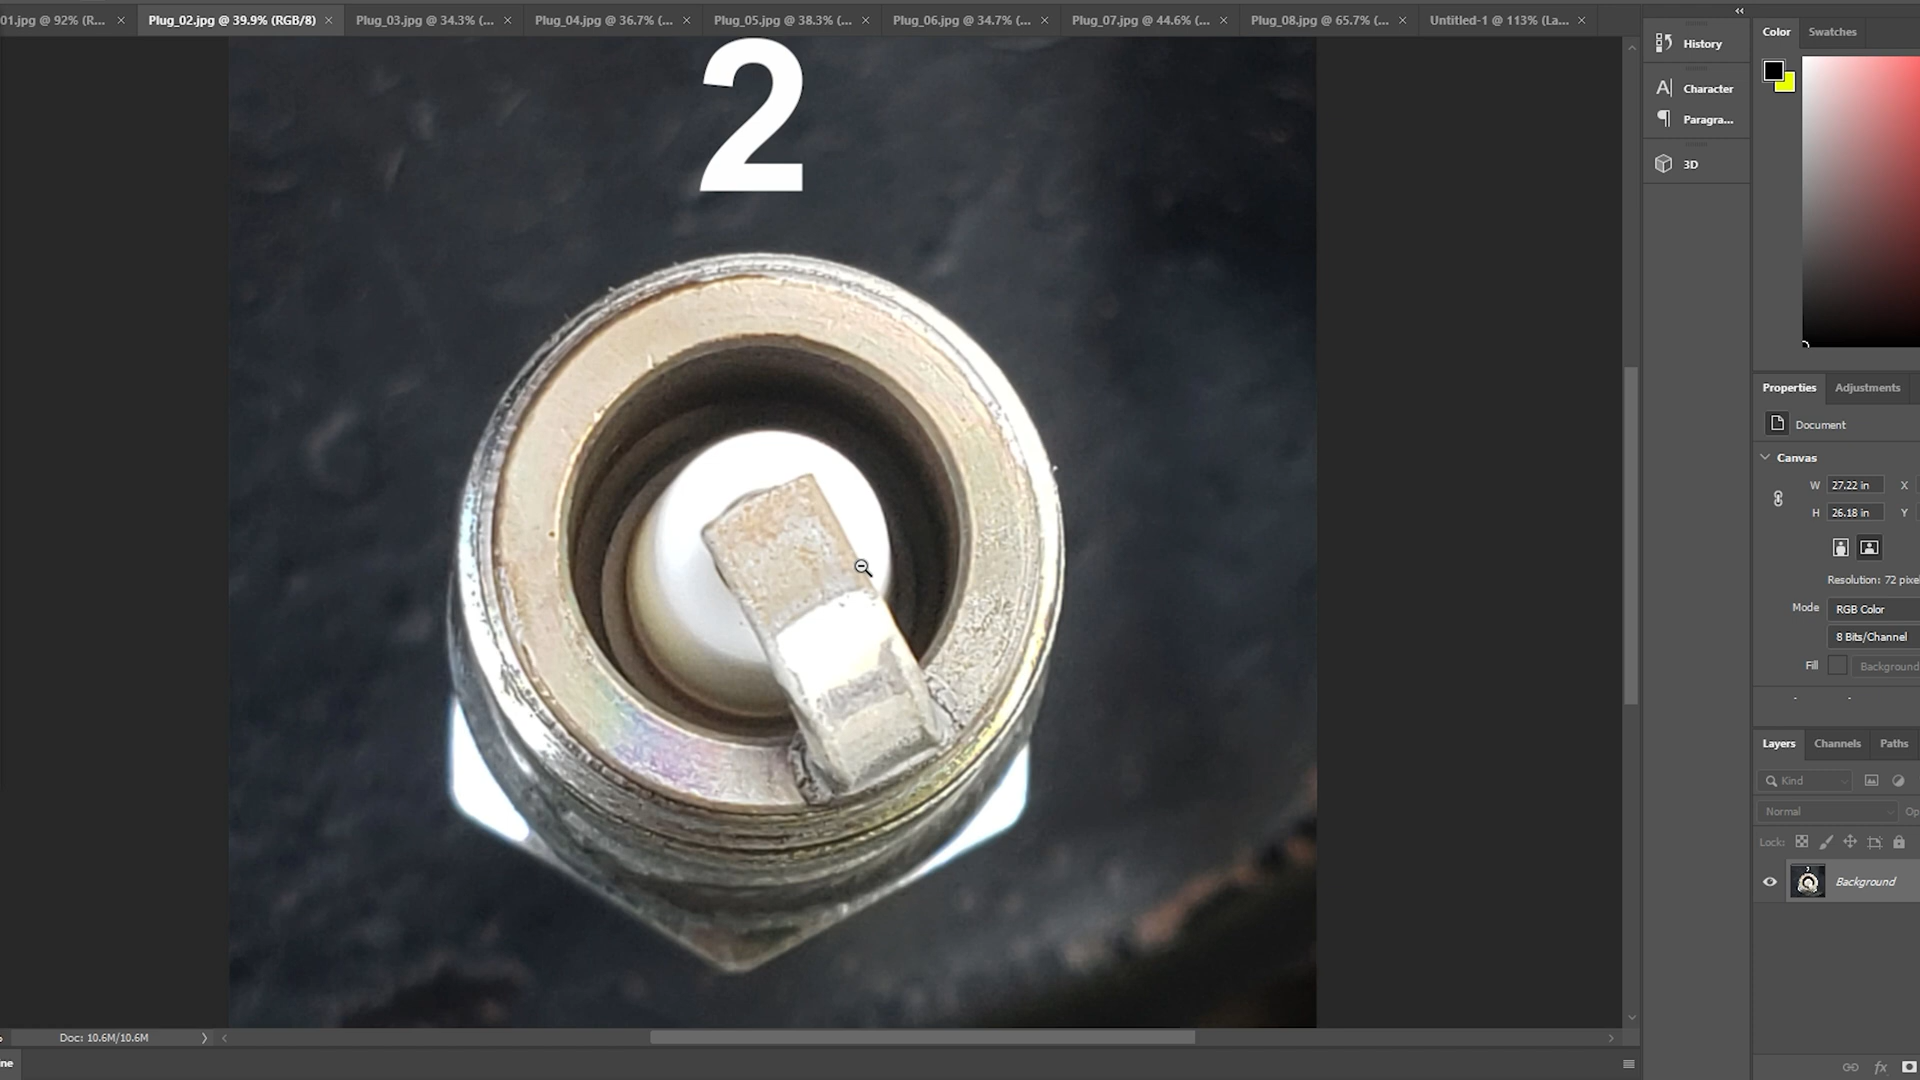 01.jpg @ 92% (R... ×
Plug_02.jpg @ 39.9% (RGB/8) ×
Plug_03.jpg @ 34.3% (... ×
Plug_04.jpg @ 36.7% (... ×
Plug_05.jpg @ 38.3% (... ×
Plug_06.jpg @ 34.7% (... ×
Plug_07.jpg @ 44.6% (... ×
Plug_08.jpg @ 65.7% (... ×
Untitled-1 @ 113% (La... ×
2
History
Character
Paragra...
3D
Color Swatches
Properties Adjustments
Document
Canvas
W 27.22 in X
H 26.18 in Y
Resolution: 72 pixe
Mode RGB Color
8 Bits/Channel
Fill Background
Layers Channels Paths
Kind
Normal Op
Lock:
Background
fx
Doc: 10.6M/10.6M
ne